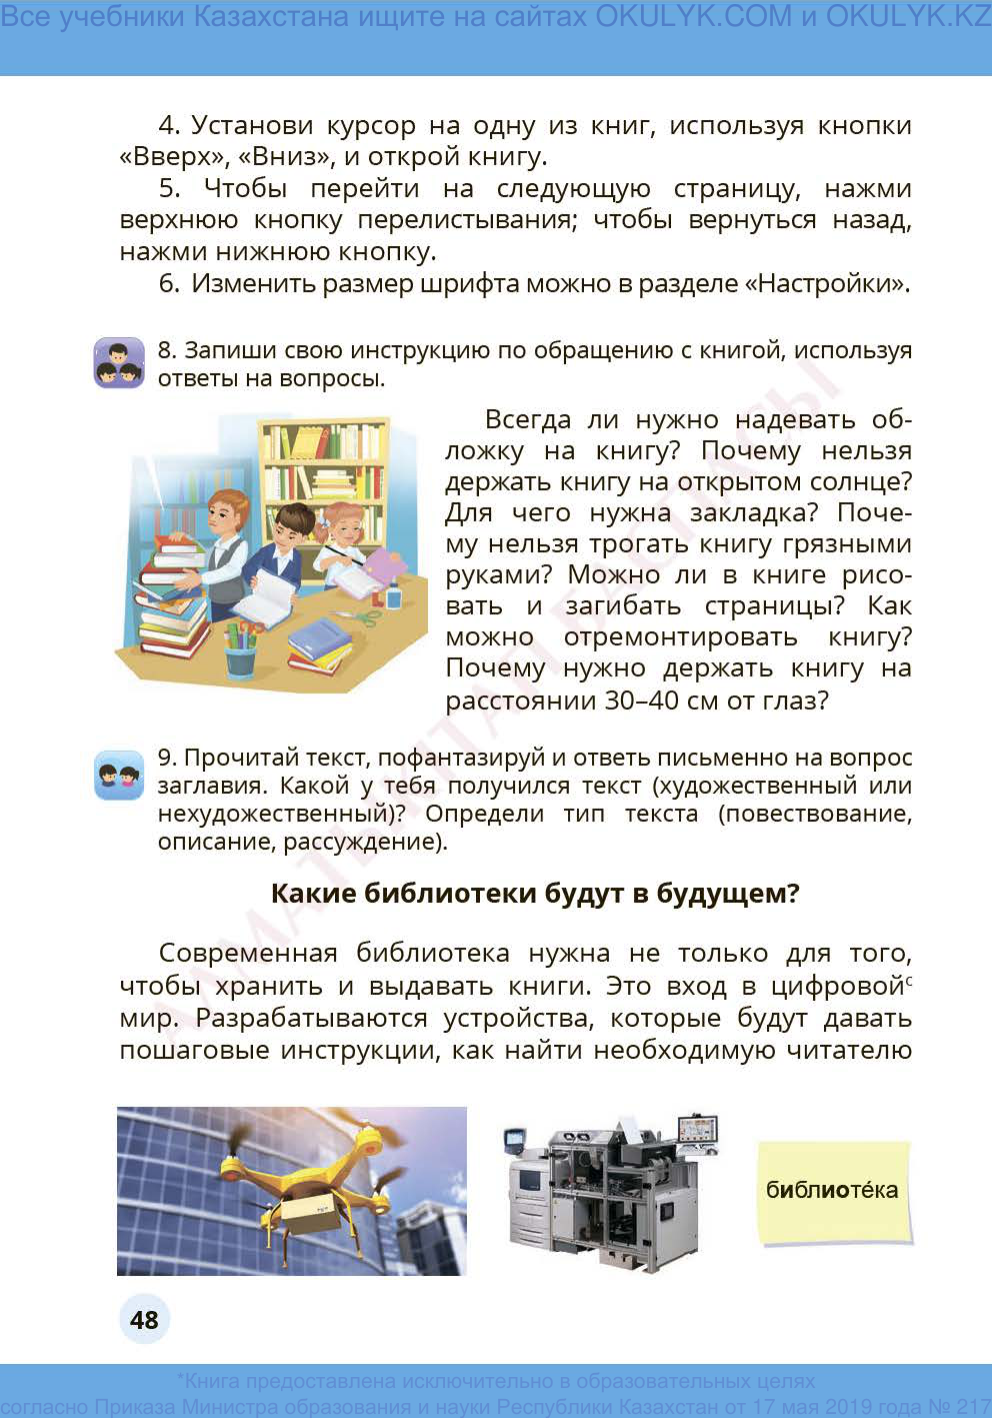 Все учебники Казахстана ищите на сайтах OKULYK.COM и OKULYK.KZ
4. Установи курсор на одну из книг, используя кнопки
«Вверх», «Вниз», и открой книгу.
5. Чтобы перейти на следующую страницу, нажми
верхнюю кнопку перелистывания; чтобы вернуться назад,
нажми нижнюю кнопку.
6. Изменить размер шрифта можно в разделе «Настройки».
8. Запиши свою инструкцию по обращению с книгой, используя
ответы на вопросы.
Всегда ли нужно надевать об-
ложку на книгу? Почему нельзя
держать книгу на открытом солнце?
Для чего нужна закладка? Поче-
му нельзя трогать книгу грязными
руками? Можно ли в книге рисо-
вать и загибать страницы? Как
можно отремонтировать книгу?
Почему нужно держать книгу на
расстоянии 30–40 см от глаз?
9. Прочитай текст, пофантазируй и ответь письменно на вопрос
заглавия. Какой у тебя получился текст (художественный или
нехудожественный)? Определи тип текста (повествование,
описание, рассуждение).
Какие библиотеки будут в будущем?
Современная библиотека нужна не только для того,
чтобы хранить и выдавать книги. Это вход в цифровойᶜ
мир. Разрабатываются устройства, которые будут давать
пошаговые инструкции, как найти необходимую читателю
библиоте́ка
48
АЛМАТЫКІТАП БАСПАСЫ
*Книга предоставлена исключительно в образовательных целях
согласно Приказа Министра образования и науки Республики Казахстан от 17 мая 2019 года № 217